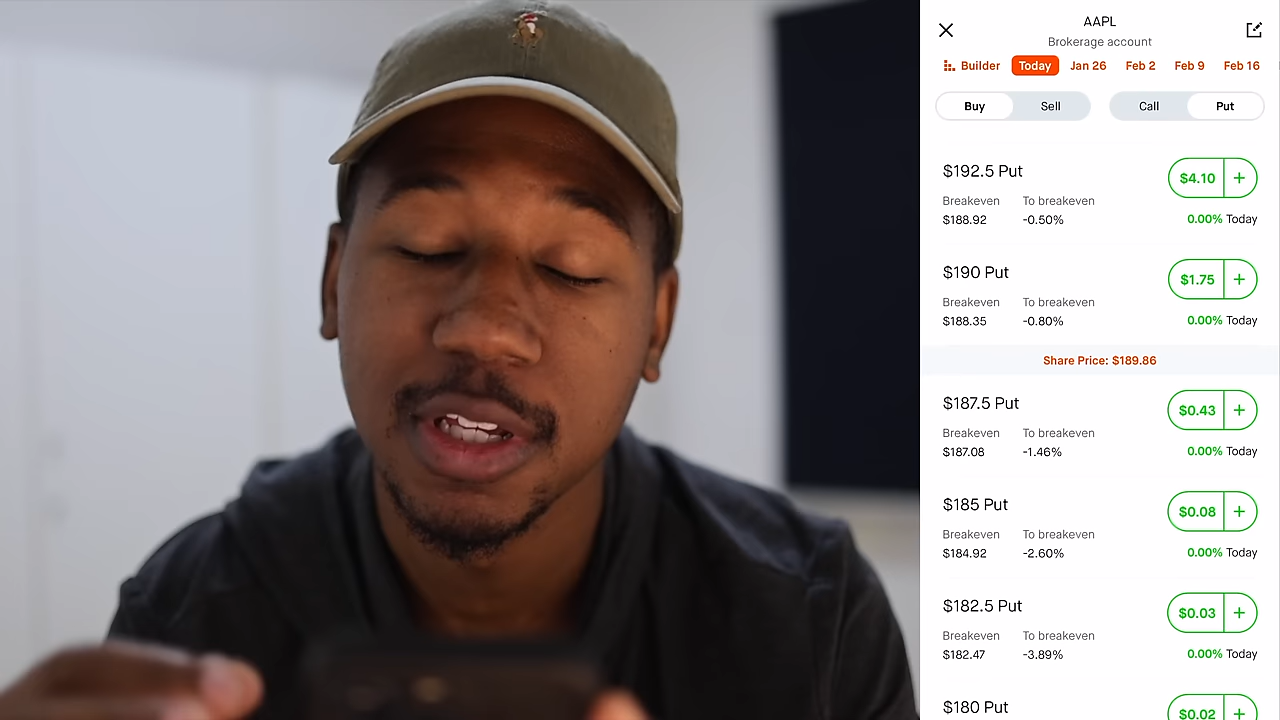 AAPL
Brokerage account
Builder Today Jan 26 Feb 2 Feb 9 Feb 16
Buy Sell Call Put
$192.5 Put $4.10 +
Breakeven To breakeven
$188.92 -0.50% 0.00% Today
$190 Put $1.75 +
Breakeven To breakeven
$188.35 -0.80% 0.00% Today
Share Price: $189.86
$187.5 Put $0.43 +
Breakeven To breakeven
$187.08 -1.46% 0.00% Today
$185 Put $0.08 +
Breakeven To breakeven
$184.92 -2.60% 0.00% Today
$182.5 Put $0.03 +
Breakeven To breakeven
$182.47 -3.89% 0.00% Today
$180 Put $0.02 +